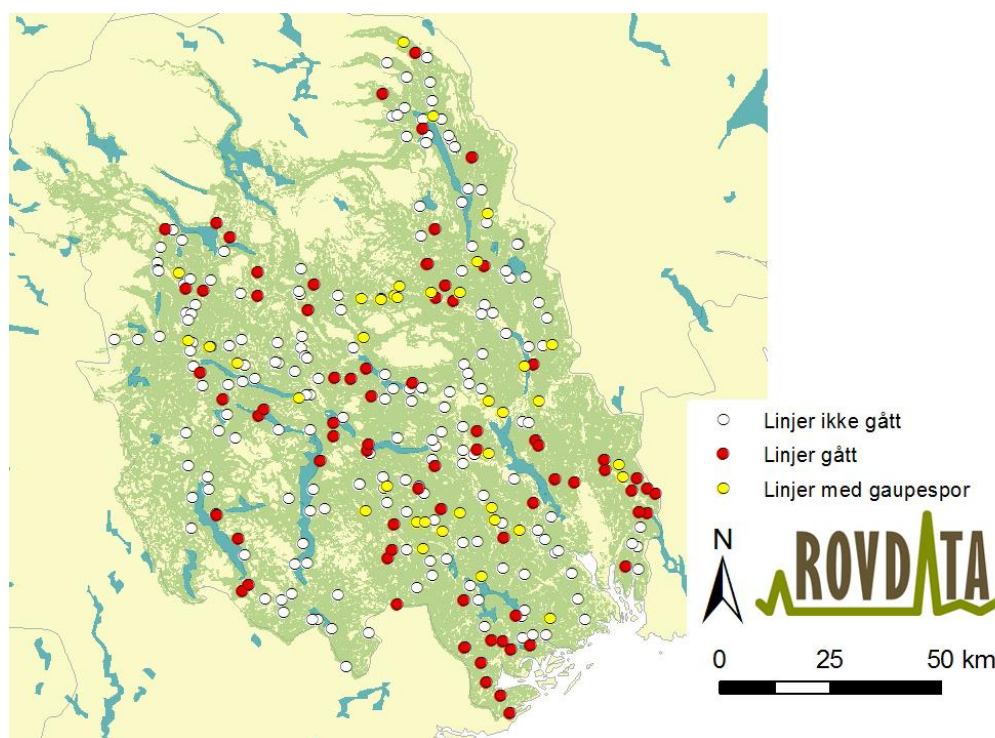 Linjer ikke gått
Linjer gått
Linjer med gaupespor
N
ROVDATA
0 25 50 km